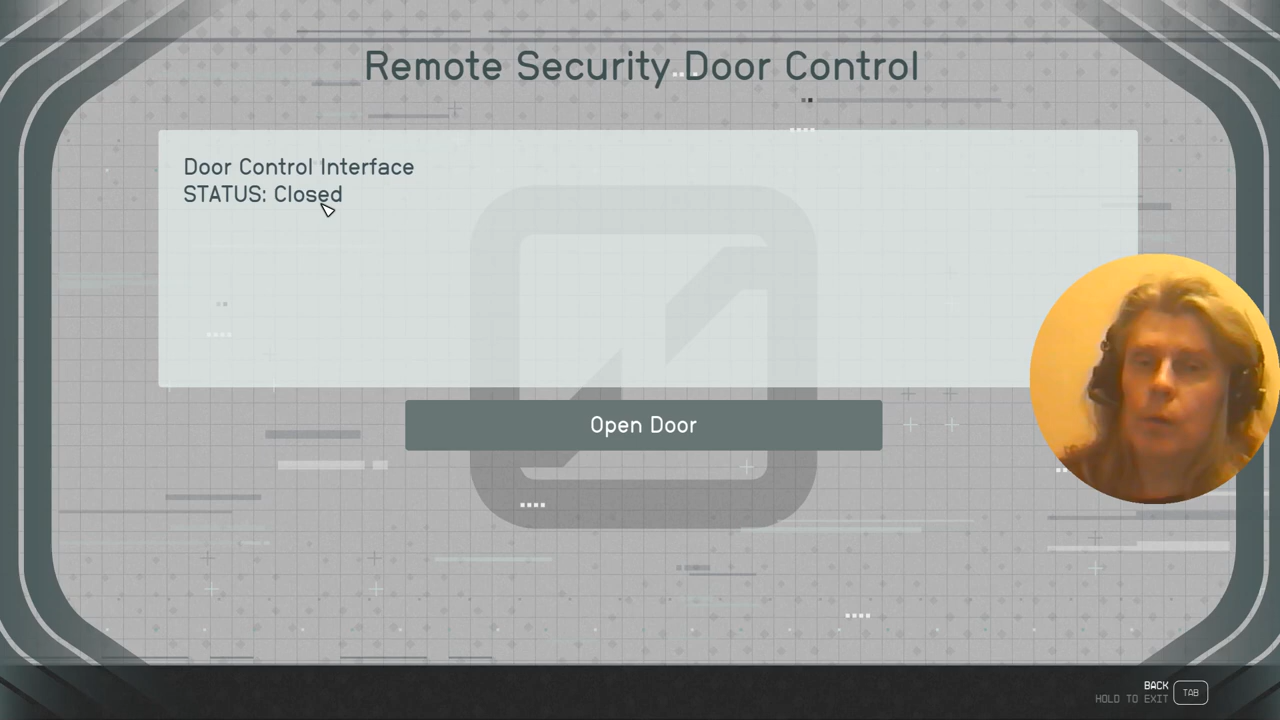 Remote Security Door Control
Door Control Interface
STATUS: Closed
Open Door
BACK
HOLD TO EXIT
TAB